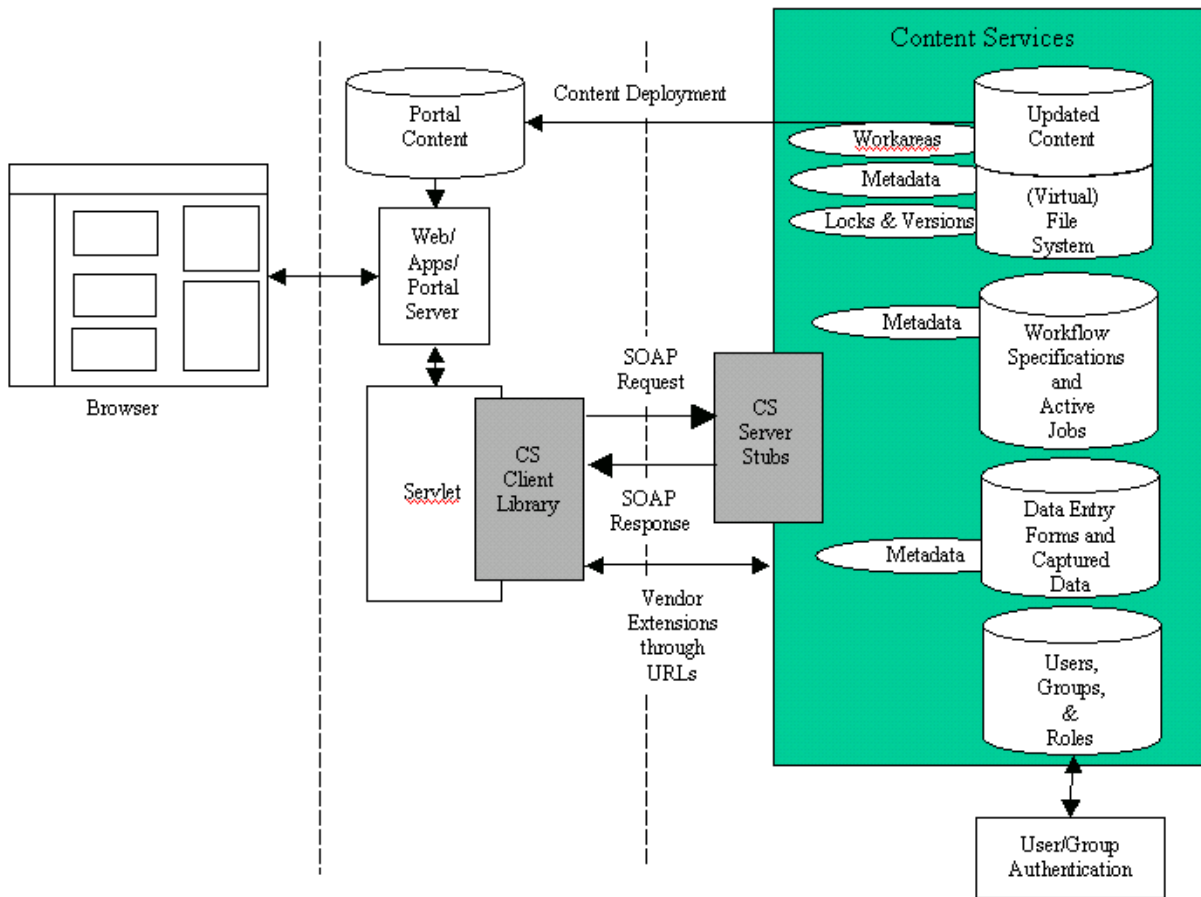 Content Services
Portal
Content
Content Deployment
Updated
Content
Workareas
Metadata
Locks & Versions
(Virtual)
File
System
Web/
Apps/
Portal
Server
Browser
Metadata
Workflow
Specifications
and
Active
Jobs
SOAP
Request
CS
Server
Stubs
Servlet
CS
Client
Library
SOAP
Response
Data Entry
Forms and
Captured
Data
Metadata
Vendor
Extensions
through
URLs
Users,
Groups,
&
Roles
User/Group
Authentication